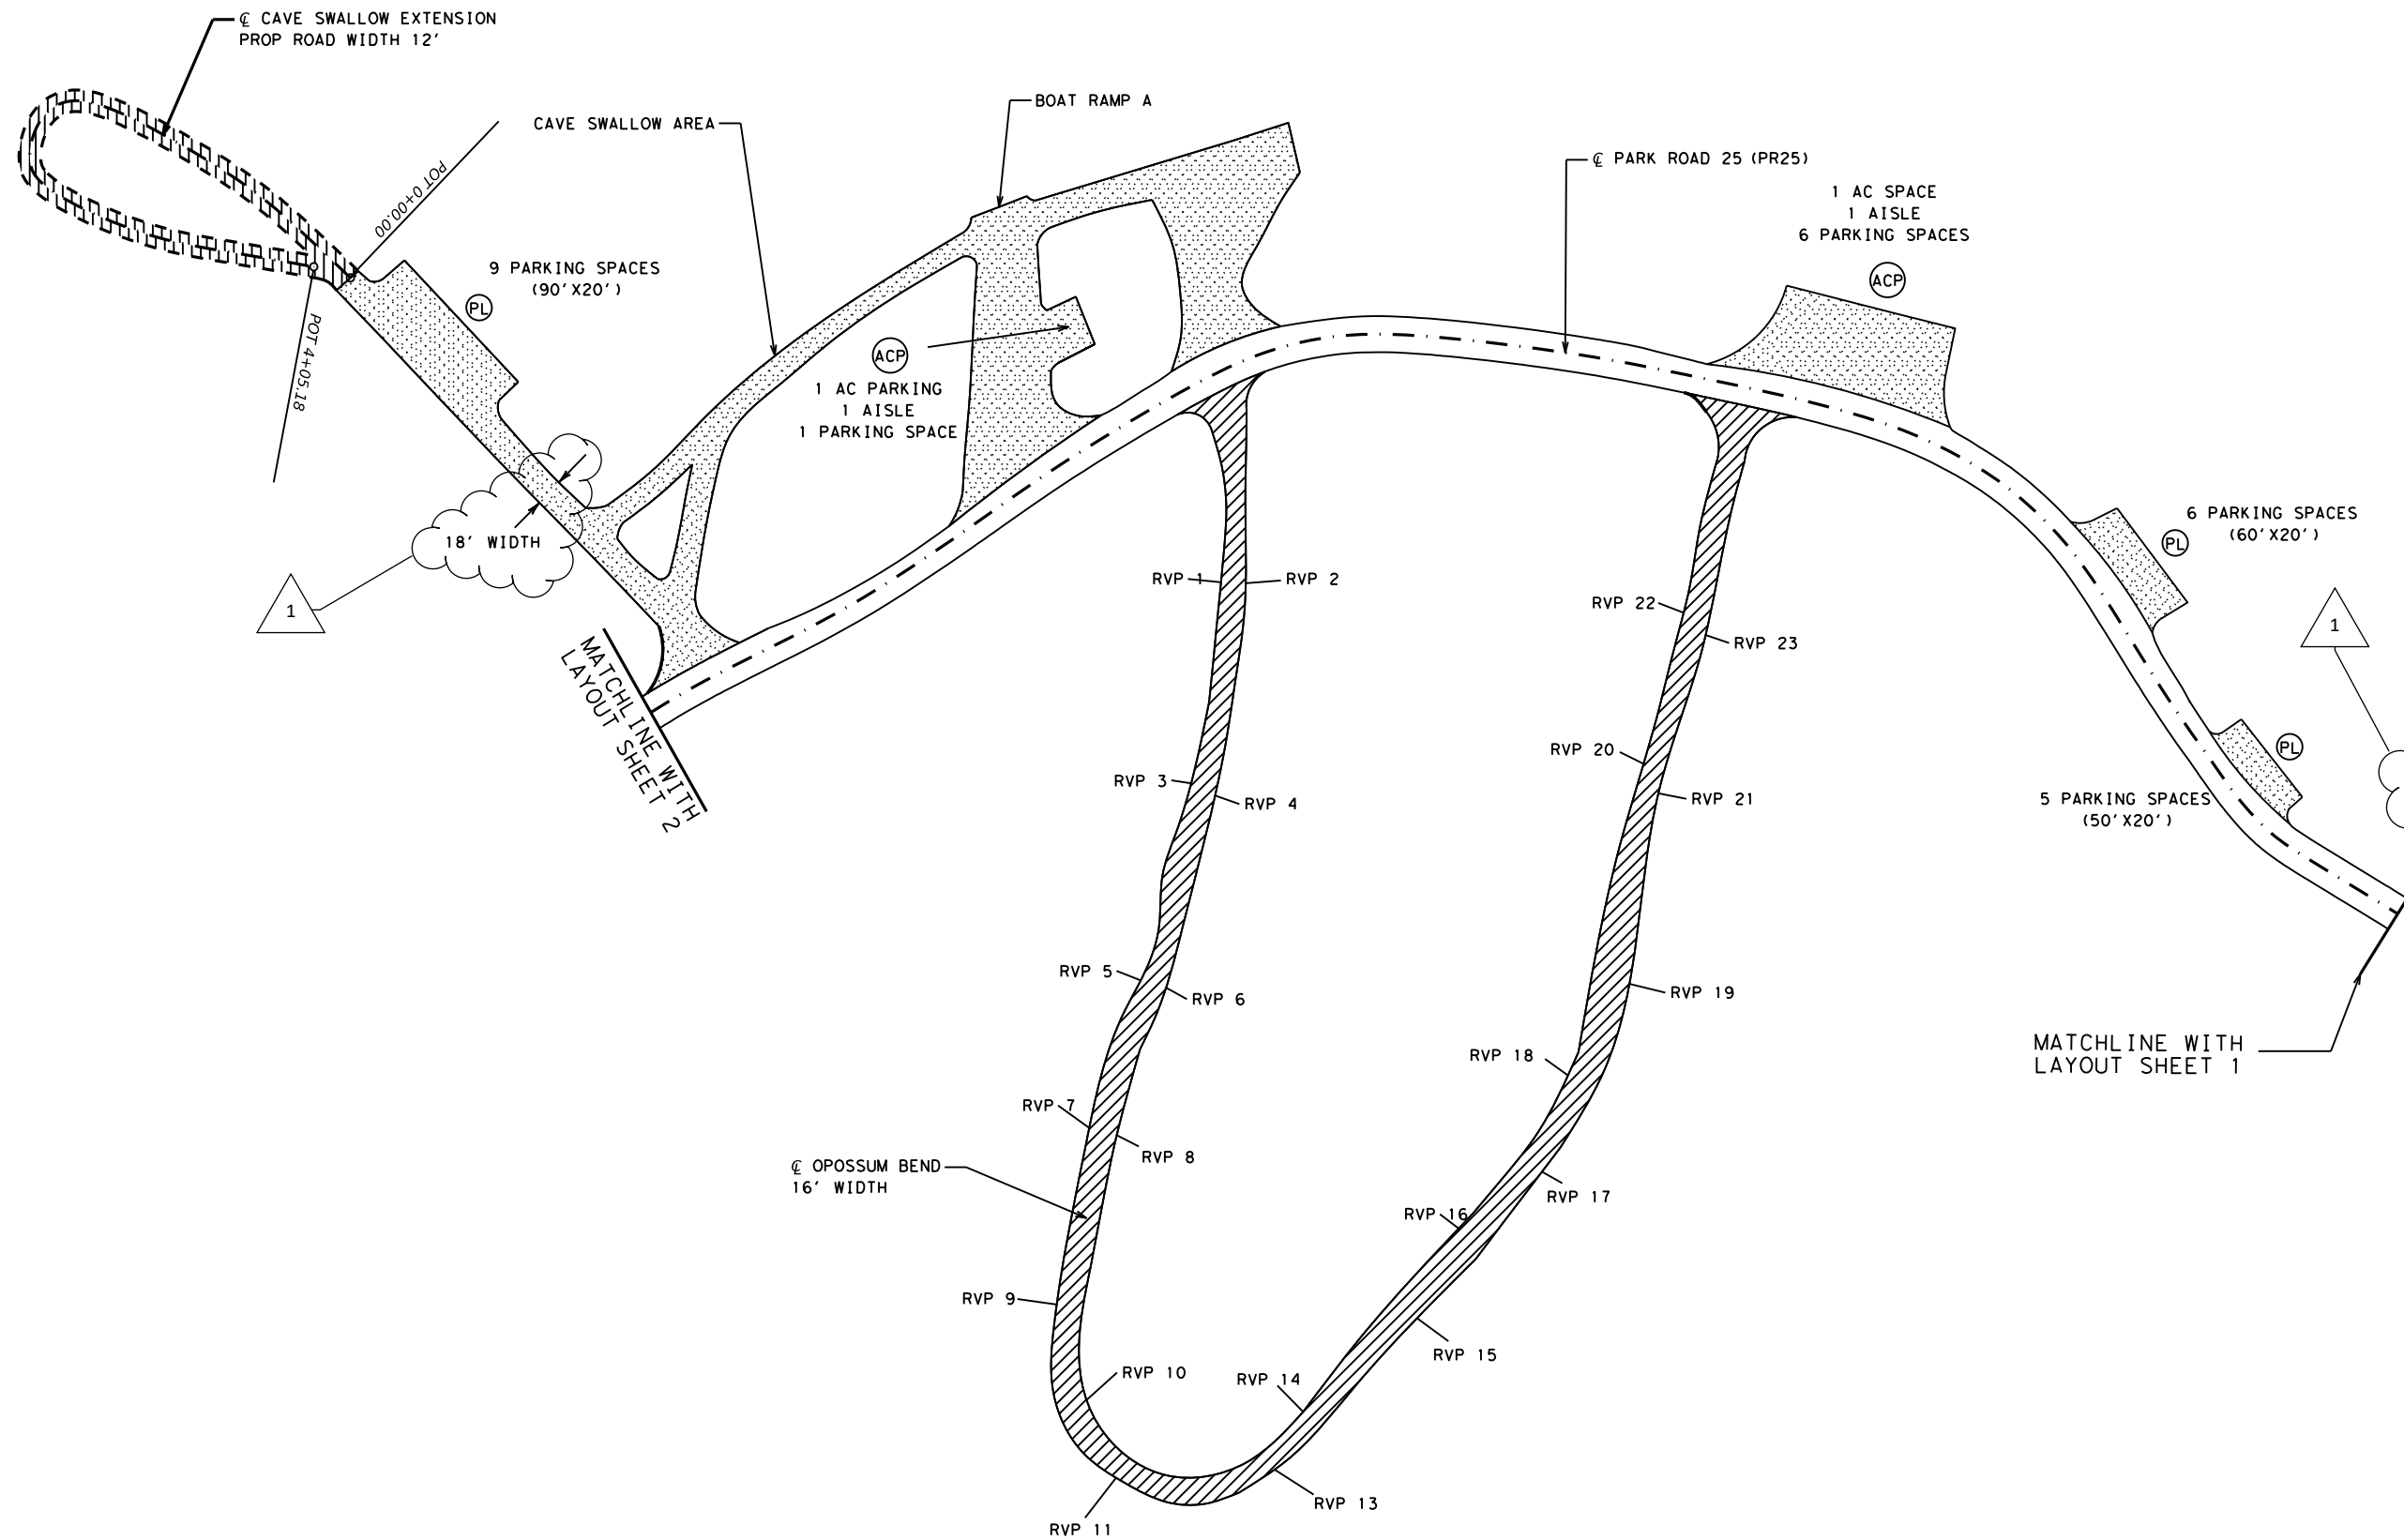 ℄ CAVE SWALLOW EXTENSION
PROP ROAD WIDTH 12'
BOAT RAMP A
CAVE SWALLOW AREA
℄ PARK ROAD 25 (PR25)
POT 0+00.00
1 AC SPACE
1 AISLE
6 PARKING SPACES
ACP
9 PARKING SPACES
(90'X20')
PL
POT 4+05.18
ACP
1 AC PARKING
1 AISLE
1 PARKING SPACE
6 PARKING SPACES
(60'X20')
PL
18' WIDTH
1
RVP 1
RVP 2
RVP 22
RVP 23
1
MATCHLINE WITH
LAYOUT SHEET 2
RVP 20
PL
RVP 3
RVP 4
RVP 21
5 PARKING SPACES
(50'X20')
RVP 5
RVP 6
RVP 19
MATCHLINE WITH
LAYOUT SHEET 1
RVP 18
RVP 7
RVP 8
℄ OPOSSUM BEND
16' WIDTH
RVP 17
RVP 16
RVP 9
RVP 15
RVP 10
RVP 14
RVP 13
RVP 11